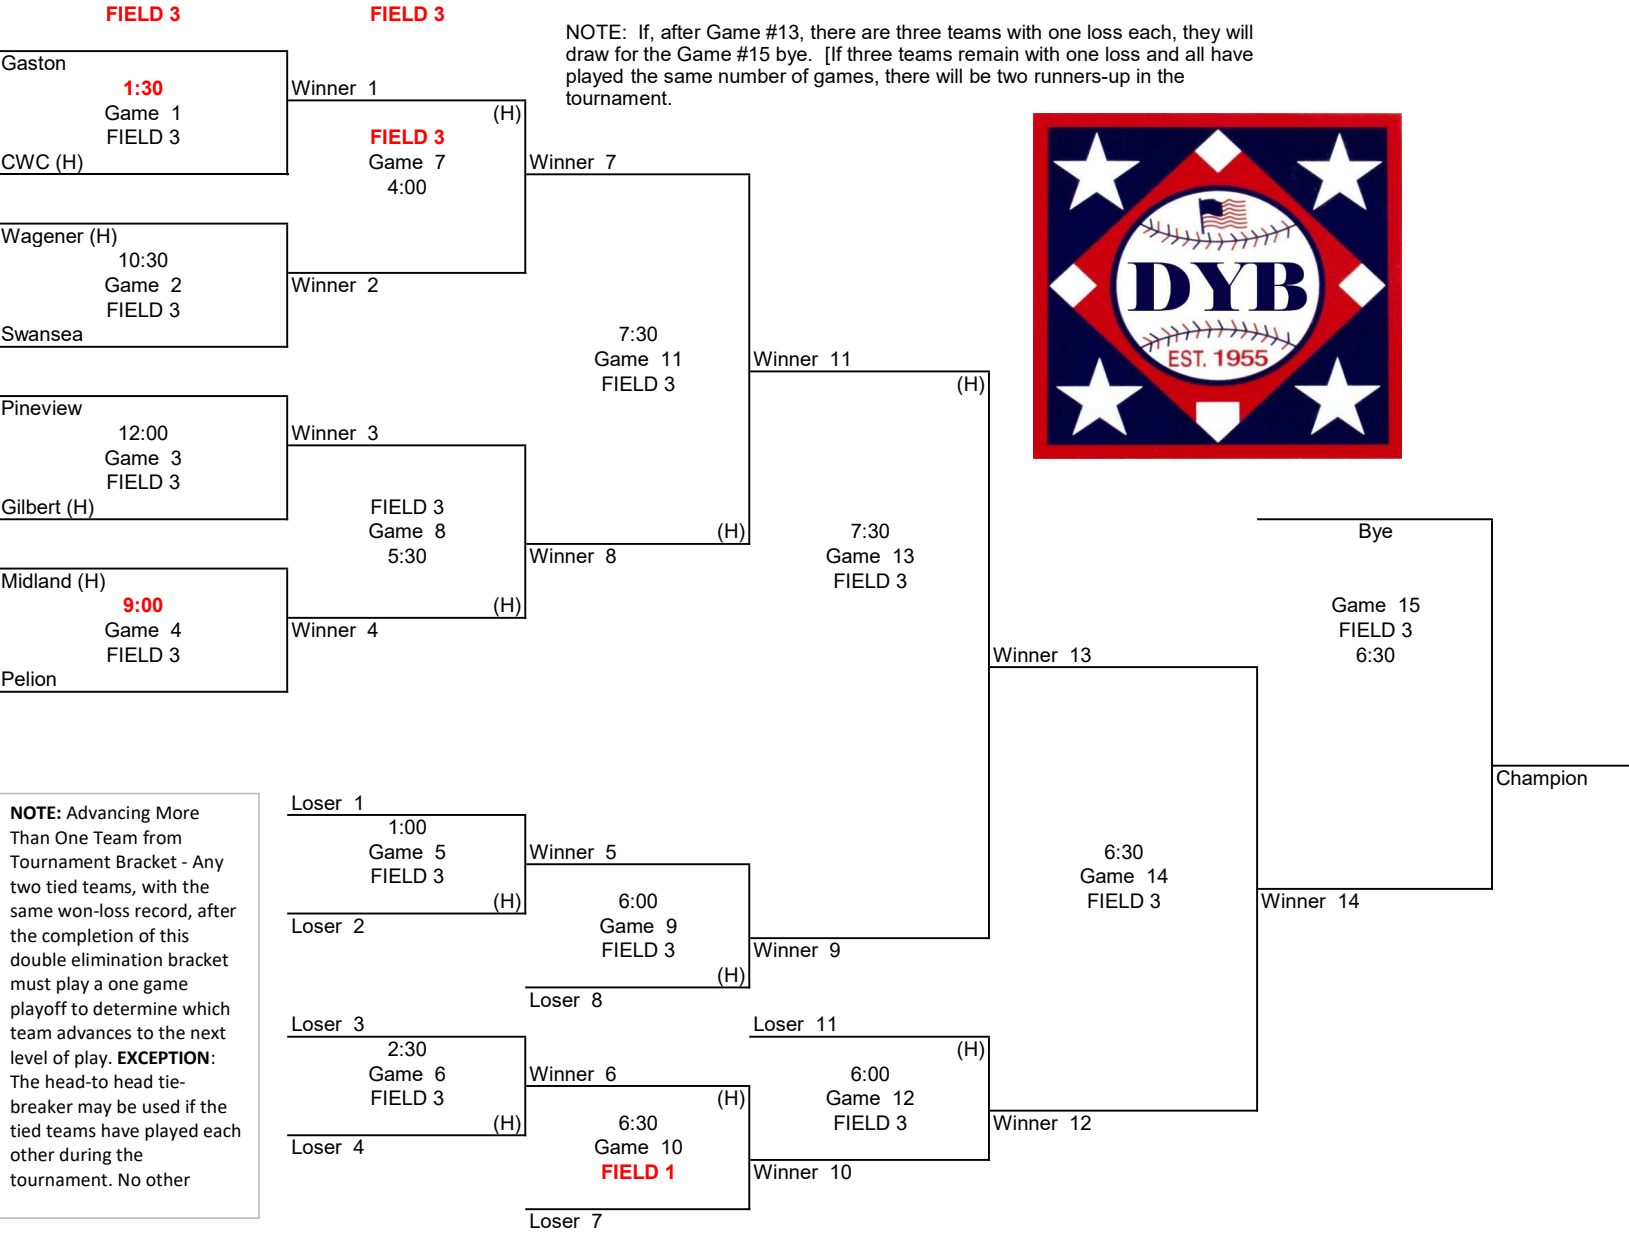 FIELD 3
FIELD 3
NOTE: If, after Game #13, there are three teams with one loss each, they will
draw for the Game #15 bye. [If three teams remain with one loss and all have
played the same number of games, there will be two runners-up in the
tournament.
Gaston
1:30
Game 1
FIELD 3
CWC (H)
Winner 1
(H)
FIELD 3
Game 7
4:00
Wagener (H)
10:30
Game 2
FIELD 3
Swansea
Winner 2
Winner 7
7:30
Game 11
FIELD 3
Pineview
12:00
Game 3
FIELD 3
Gilbert (H)
Winner 3
FIELD 3
Game 8
5:30
(H)
Midland (H)
9:00
Game 4
FIELD 3
Pelion
Winner 4
(H)
Winner 8
Winner 11
(H)
7:30
Game 13
FIELD 3
DYB
EST. 1955
Bye
Game 15
FIELD 3
6:30
Winner 13
Champion
6:30
Game 14
FIELD 3
Winner 14
NOTE: Advancing More
Than One Team from
Tournament Bracket - Any
two tied teams, with the
same won-loss record, after
the completion of this
double elimination bracket
must play a one game
playoff to determine which
team advances to the next
level of play. EXCEPTION:
The head-to head tie-
breaker may be used if the
tied teams have played each
other during the
tournament. No other
Loser 1
1:00
Game 5
FIELD 3
(H)
Loser 2
Winner 5
6:00
Game 9
FIELD 3
(H)
Loser 8
Winner 9
Loser 3
2:30
Game 6
FIELD 3
(H)
Loser 4
Winner 6
(H)
6:30
Game 10
FIELD 1
Loser 7
Loser 11
(H)
6:00
Game 12
FIELD 3
Winner 10
Winner 12